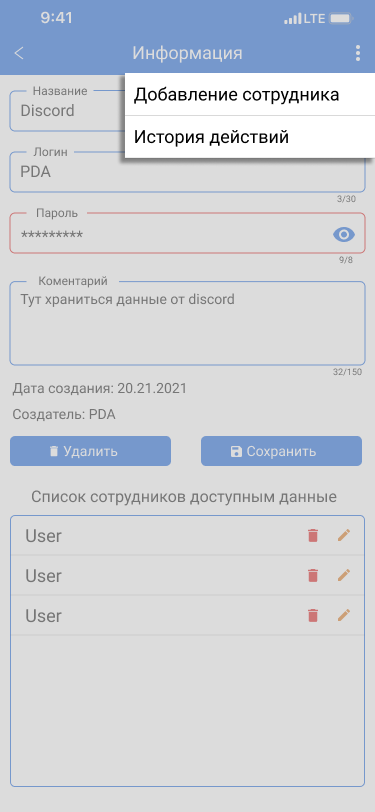 9:41
LTE
Информация
Добавление сотрудника
История действий
Название
Discord
Логин
PDA
3/30
Пароль
*********
9/8
Коментарий
Тут храниться данные от discord
32/150
Дата создания: 20.21.2021
Создатель: PDA
Удалить
Сохранить
Список сотрудников доступным данные
User
User
User